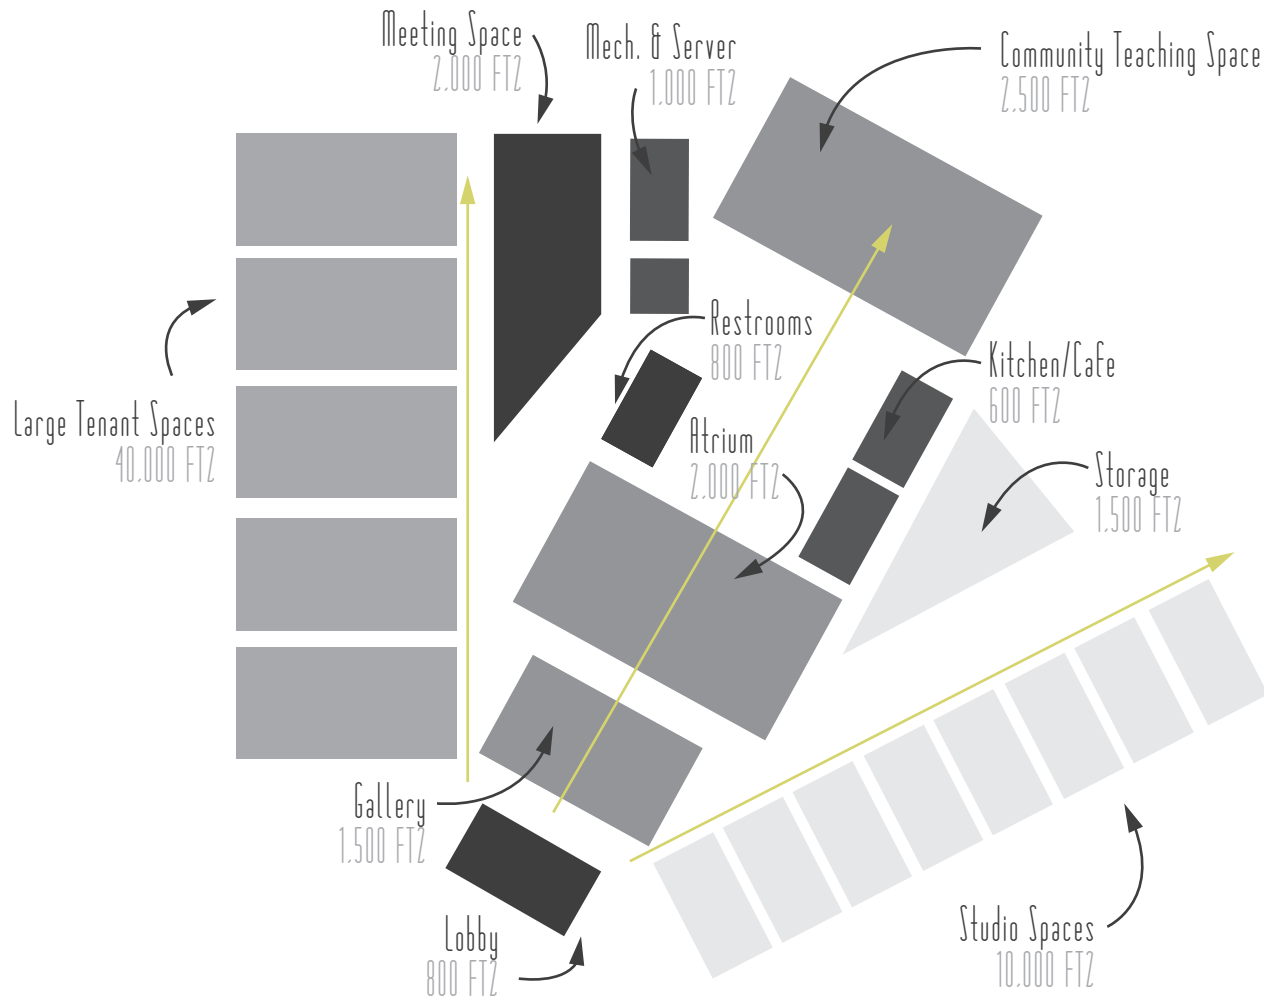 Meeting Space
2,000 FT2
Mech. & Server
1,000 FT2
Community Teaching Space
2,500 FT2
Restrooms
800 FT2
Kitchen/Cafe
600 FT2
Large Tenant Spaces
40,000 FT2
Atrium
2,000 FT2
Storage
1,500 FT2
Gallery
1,500 FT2
Lobby
800 FT2
Studio Spaces
10,000 FT2